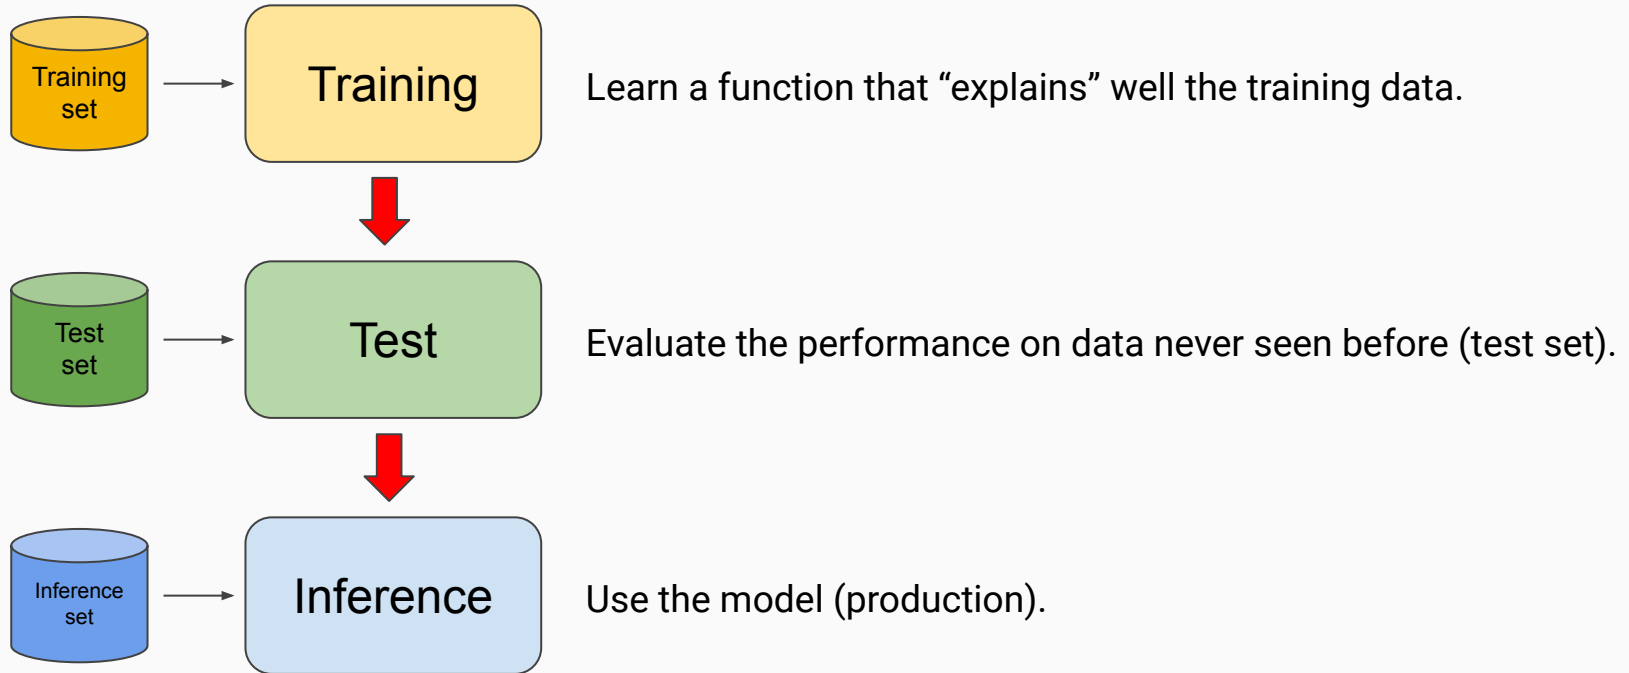 Training
set
Training
Learn a function that “explains” well the training data.
Test
set
Test
Evaluate the performance on data never seen before (test set).
Inference
set
Inference
Use the model (production).